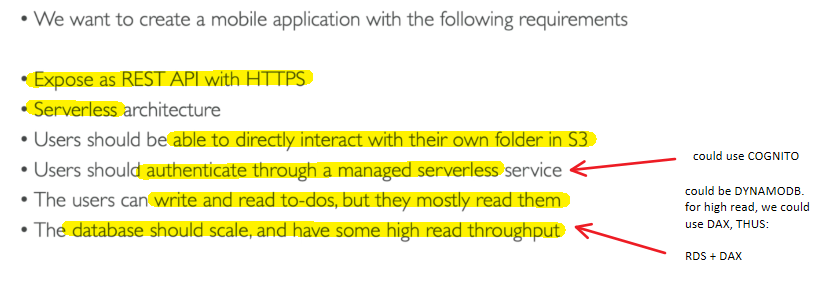 • We want to create a mobile application with the following requirements
• Expose as REST API with HTTPS
• Serverless architecture
• Users should be able to directly interact with their own folder in S3
• Users should authenticate through a managed serverless service
could use COGNITO
• The users can write and read to-dos, but they mostly read them
• The database should scale, and have some high read throughput
could be DYNAMODB.
for high read, we could
use DAX, THUS:
RDS + DAX